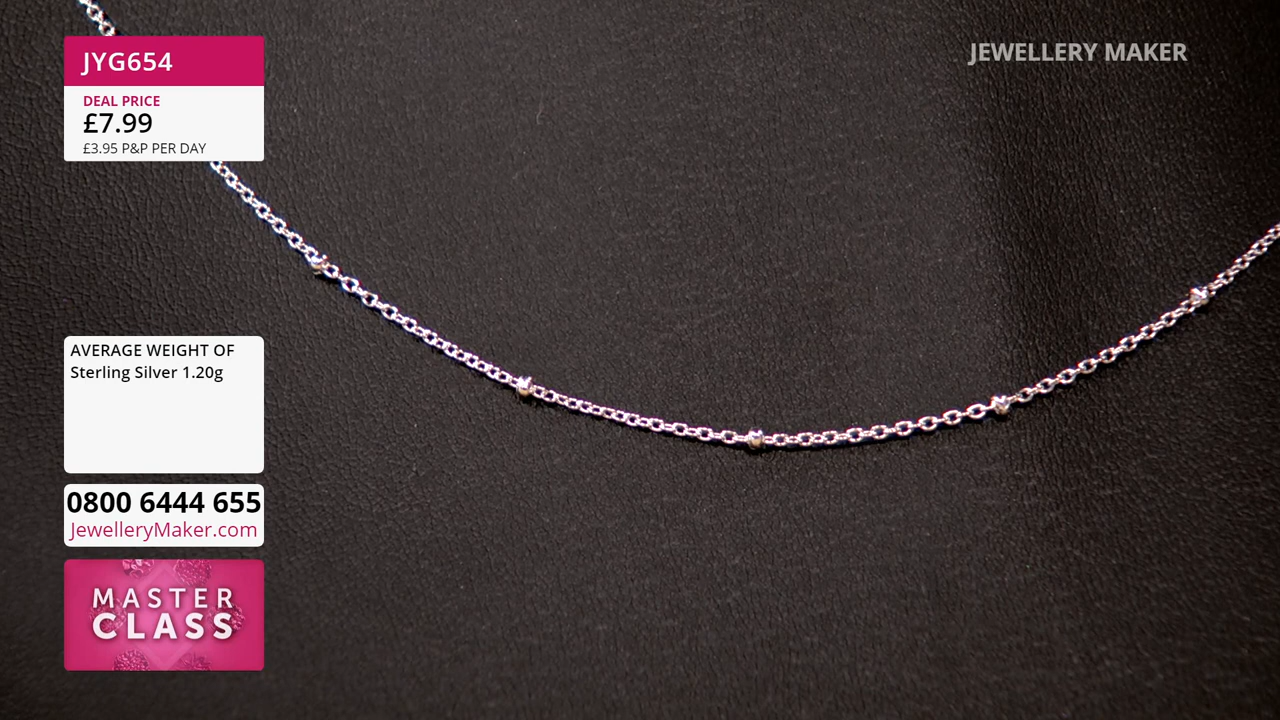 JYG654
DEAL PRICE
£7.99
£3.95 P&P PER DAY
JEWELLERY MAKER
AVERAGE WEIGHT OF
Sterling Silver 1.20g
0800 6444 655
JewelleryMaker.com
MASTER
CLASS